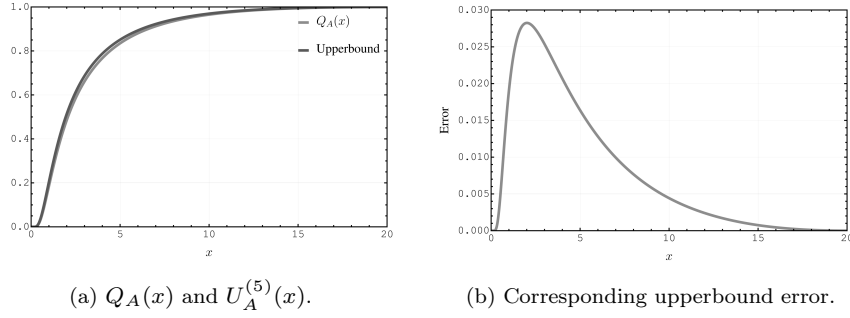 1.0
0.8
0.6
0.4
0.2
0.0
0 5 10 15 20
x
Q_A(x)
Upperbound
0.030
0.025
0.020
0.015
0.010
0.005
0.000
Error
0 5 10 15 20
x
(a) Q_A(x) and U_A^{(5)}(x).
(b) Corresponding upperbound error.